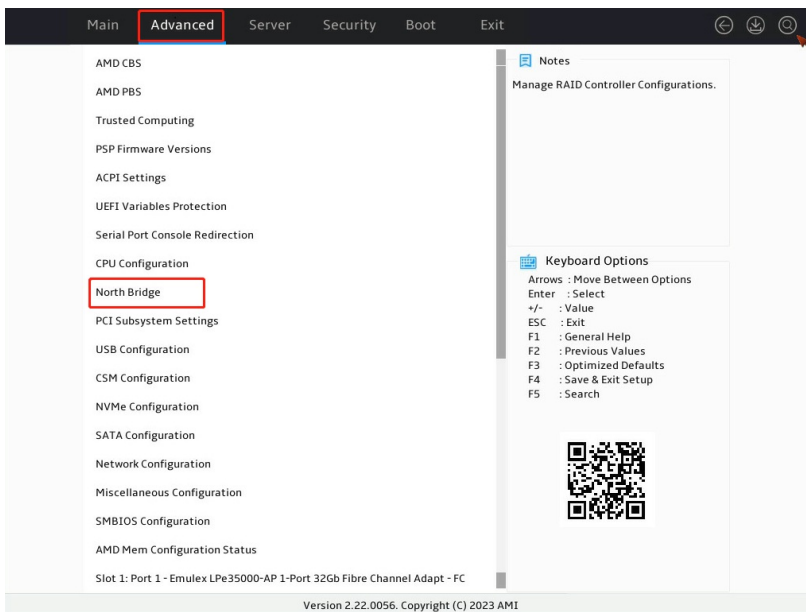 Main Advanced Server Security Boot Exit
AMD CBS
AMD PBS
Trusted Computing
PSP Firmware Versions
ACPI Settings
UEFI Variables Protection
Serial Port Console Redirection
CPU Configuration
North Bridge
PCI Subsystem Settings
USB Configuration
CSM Configuration
NVMe Configuration
SATA Configuration
Network Configuration
Miscellaneous Configuration
SMBIOS Configuration
AMD Mem Configuration Status
Slot 1: Port 1 - Emulex LPe35000-AP 1-Port 32Gb Fibre Channel Adapt - FC
Notes
Manage RAID Controller Configurations.
Keyboard Options
Arrows : Move Between Options
Enter : Select
+/- : Value
ESC : Exit
F1 : General Help
F2 : Previous Values
F3 : Optimized Defaults
F4 : Save & Exit Setup
F5 : Search
Version 2.22.0056. Copyright (C) 2023 AMI